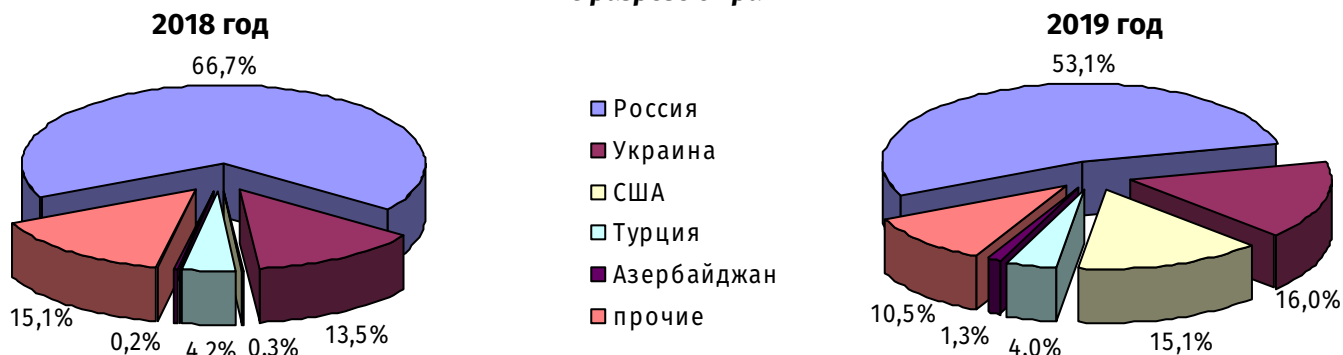 2018 год
66,7%
15,1%
0,2%
4,2%
0,3%
13,5%
Россия
Украина
США
Турция
Азербайджан
прочие
2019 год
53,1%
10,5%
1,3%
4,0%
15,1%
16,0%